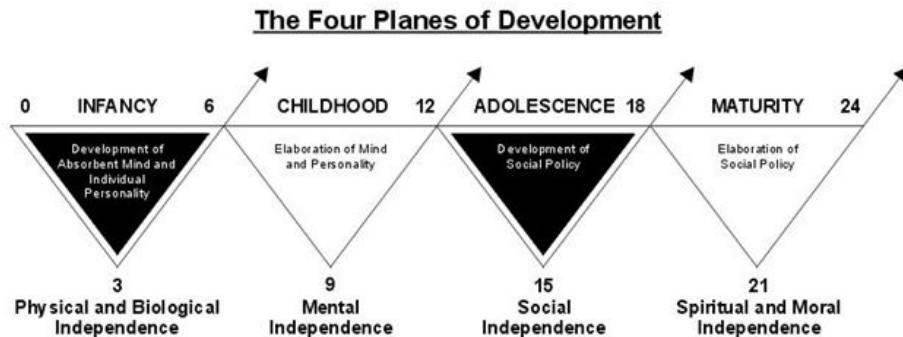 The Four Planes of Development
0 INFANCY 6 CHILDHOOD 12 ADOLESCENCE 18 MATURITY 24
Development of
Absorbent Mind and
Individual
Personality
Elaboration of Mind
and Personality
Development of
Social Policy
Elaboration of
Social Policy
3
Physical and Biological
Independence
9
Mental
Independence
15
Social
Independence
21
Spiritual and Moral
Independence